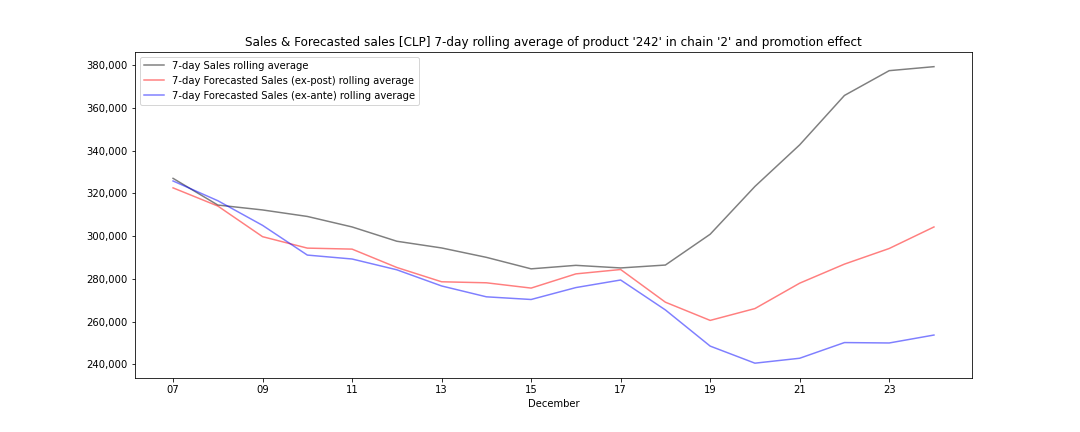 Sales & Forecasted sales [CLP] 7-day rolling average of product '242' in chain '2' and promotion effect
7-day Sales rolling average
7-day Forecasted Sales (ex-post) rolling average
7-day Forecasted Sales (ex-ante) rolling average
380,000
360,000
340,000
320,000
300,000
280,000
260,000
240,000
07 09 11 13 15 17 19 21 23
December